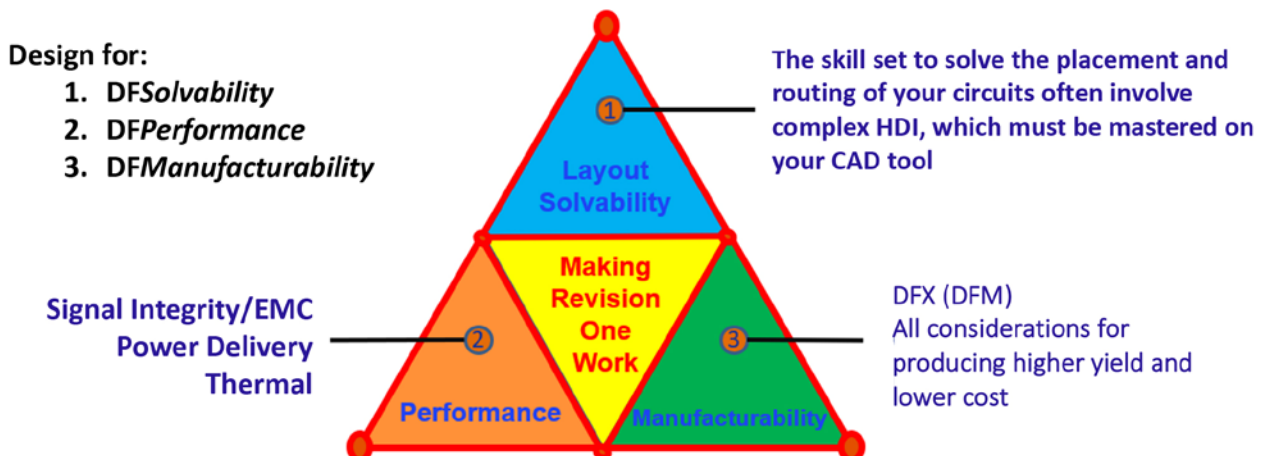 Design for:
1. DFSolvability
2. DFPerformance
3. DFManufacturability
The skill set to solve the placement and
routing of your circuits often involve
complex HDI, which must be mastered on
your CAD tool
1
Layout
Solvability
Making
Revision
One
Work
Signal Integrity/EMC
Power Delivery
Thermal
2
Performance
3
Manufacturability
DFX (DFM)
All considerations for
producing higher yield and
lower cost